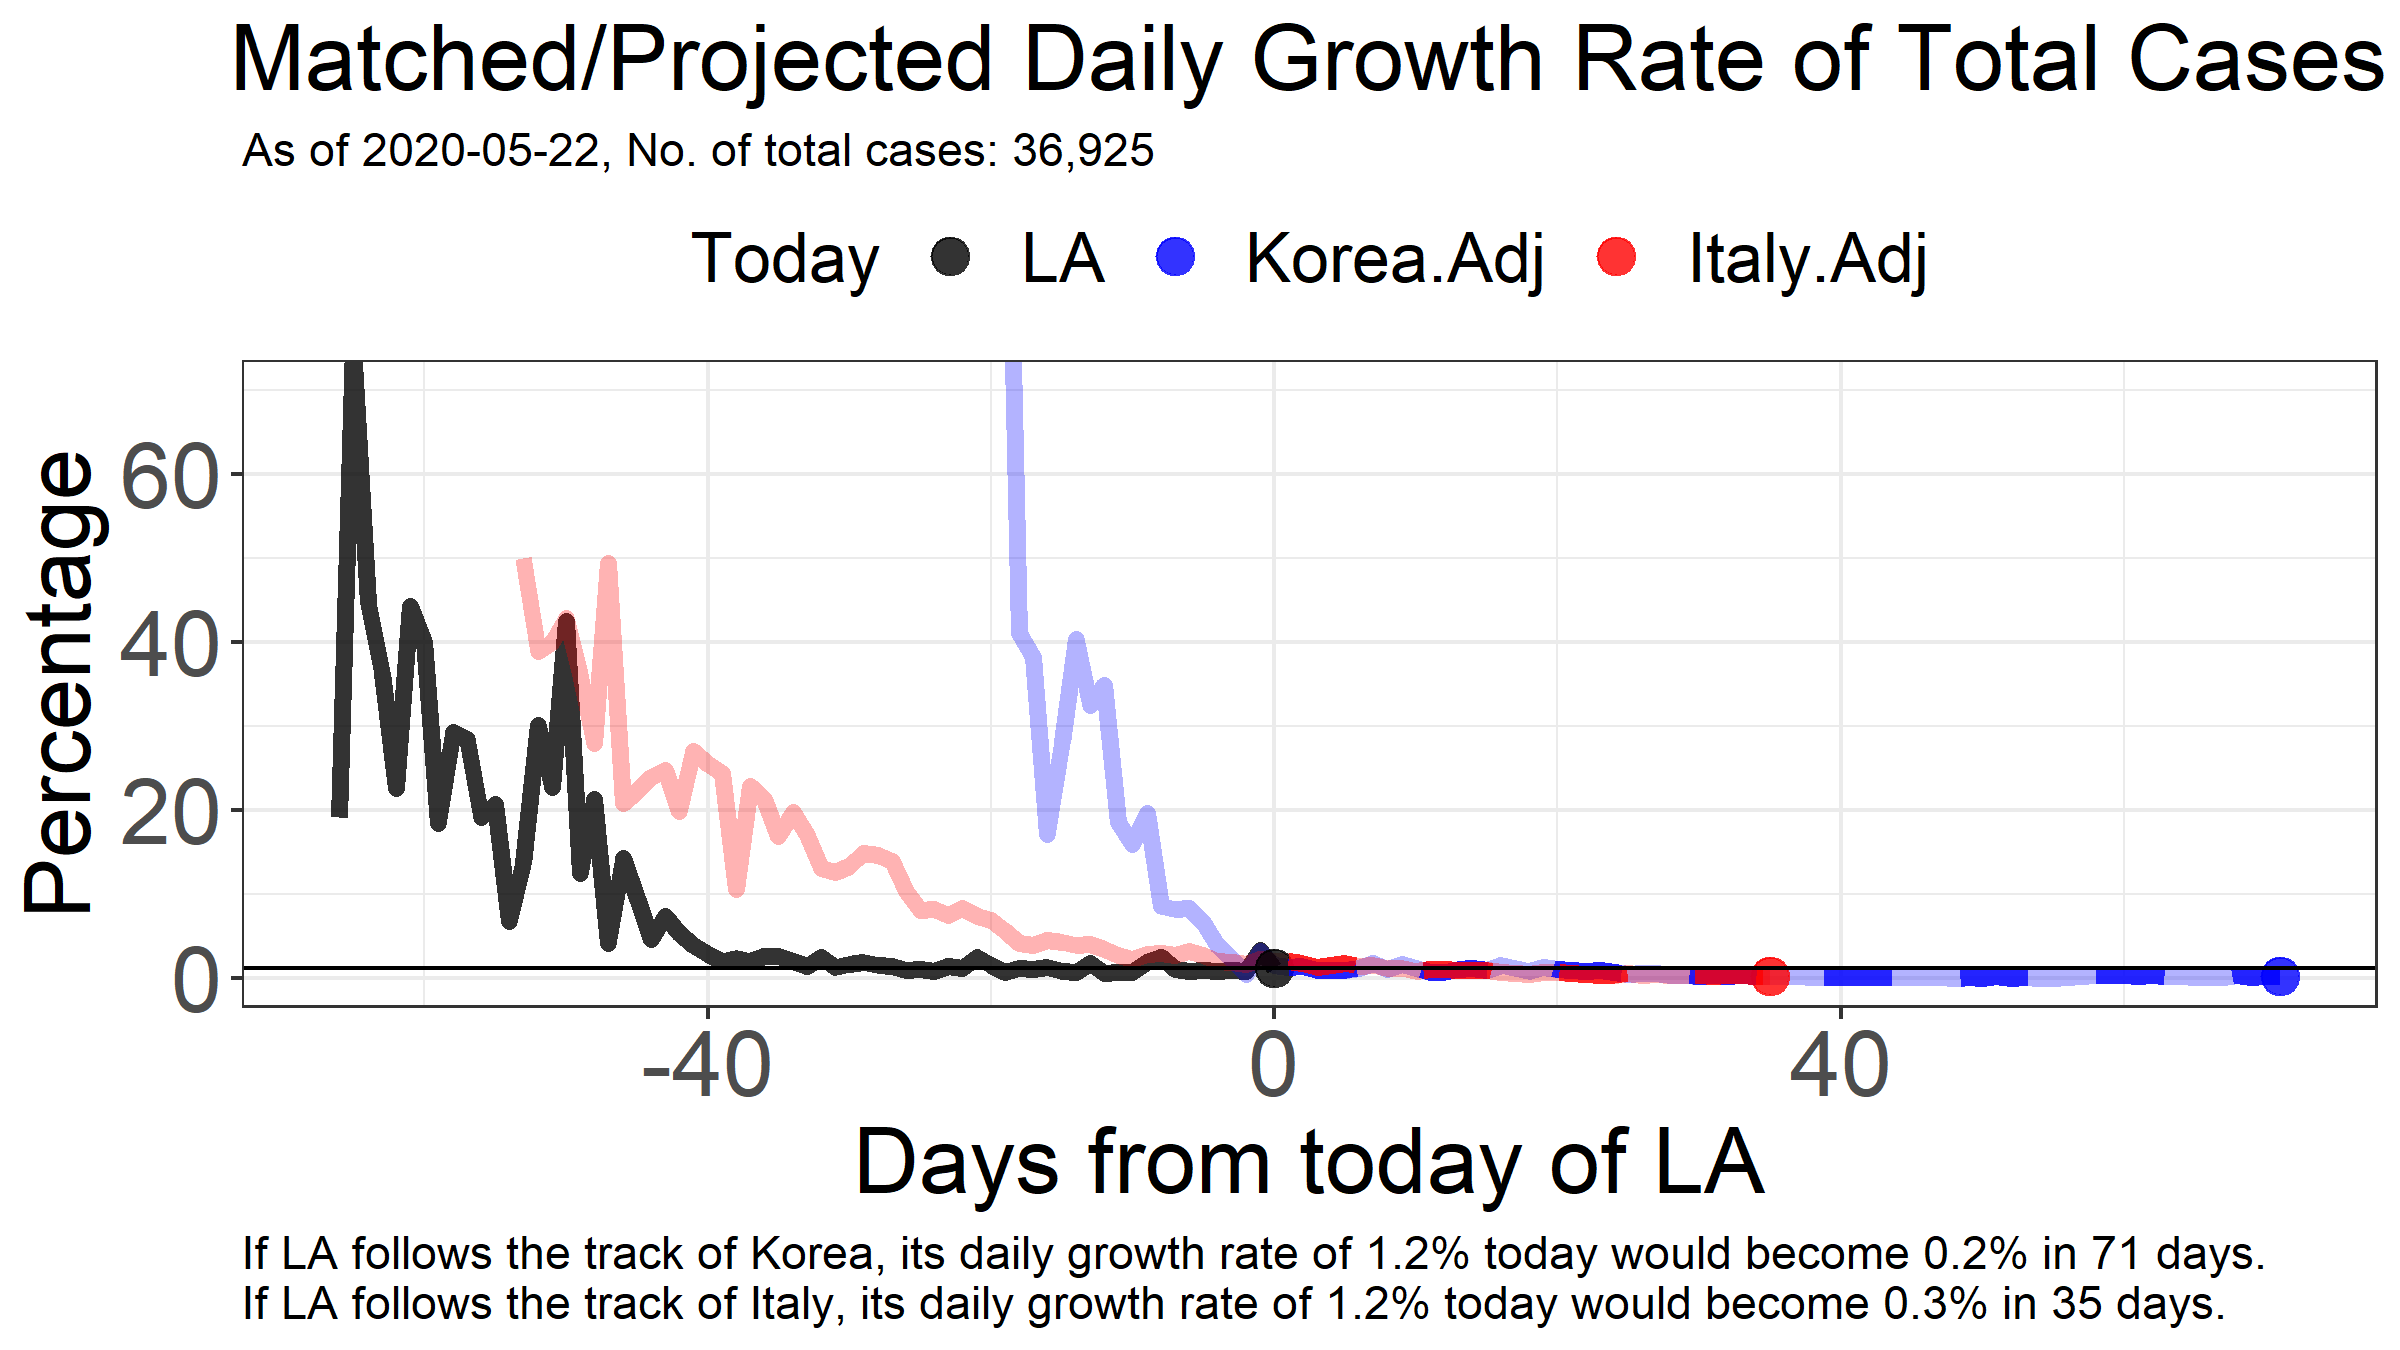 Matched/Projected Daily Growth Rate of Total Cases
As of 2020-05-22, No. of total cases: 36,925
Today LA Korea.Adj Italy.Adj
Percentage
60
40
20
0
-40 0 40
Days from today of LA
If LA follows the track of Korea, its daily growth rate of 1.2% today would become 0.2% in 71 days.
If LA follows the track of Italy, its daily growth rate of 1.2% today would become 0.3% in 35 days.